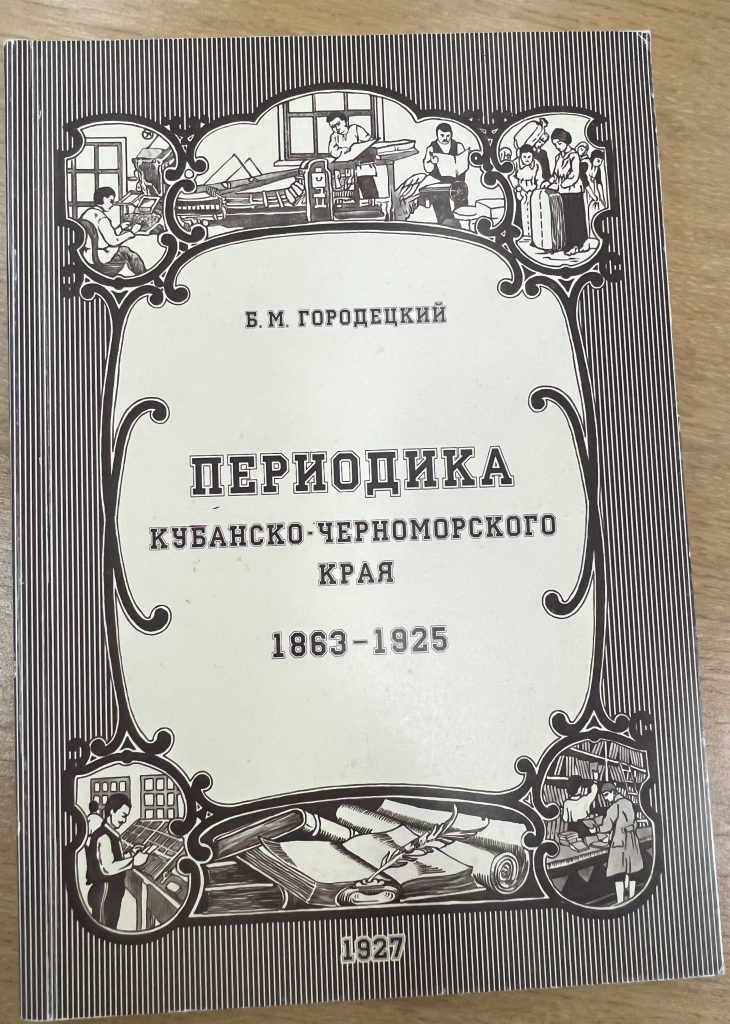 Б. М. ГОРОДЕЦКИЙ
ПЕРИОДИКА
КУБАНСКО-ЧЕРНОМОРСКОГО
КРАЯ
1863–1925
1927